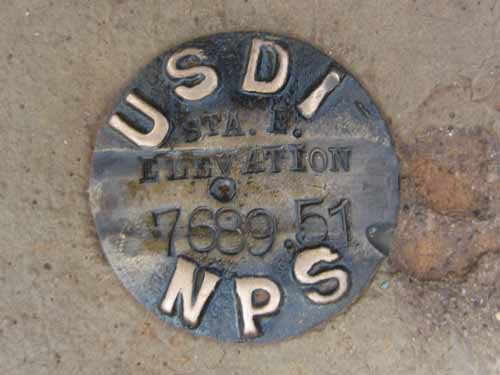 USDI
STA. E.
ELEVATION
7689.51
NPS